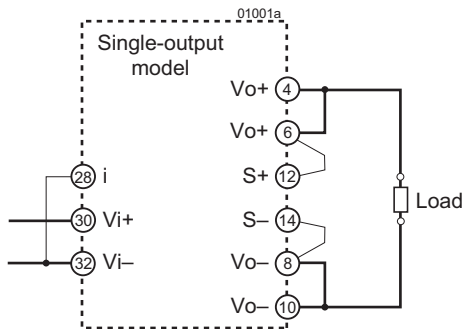 01001a
Single-output
model
Vo+ 4
Vo+ 6
S+ 12
28 i
S– 14
30 Vi+
Load
Vo– 8
32 Vi–
Vo– 10